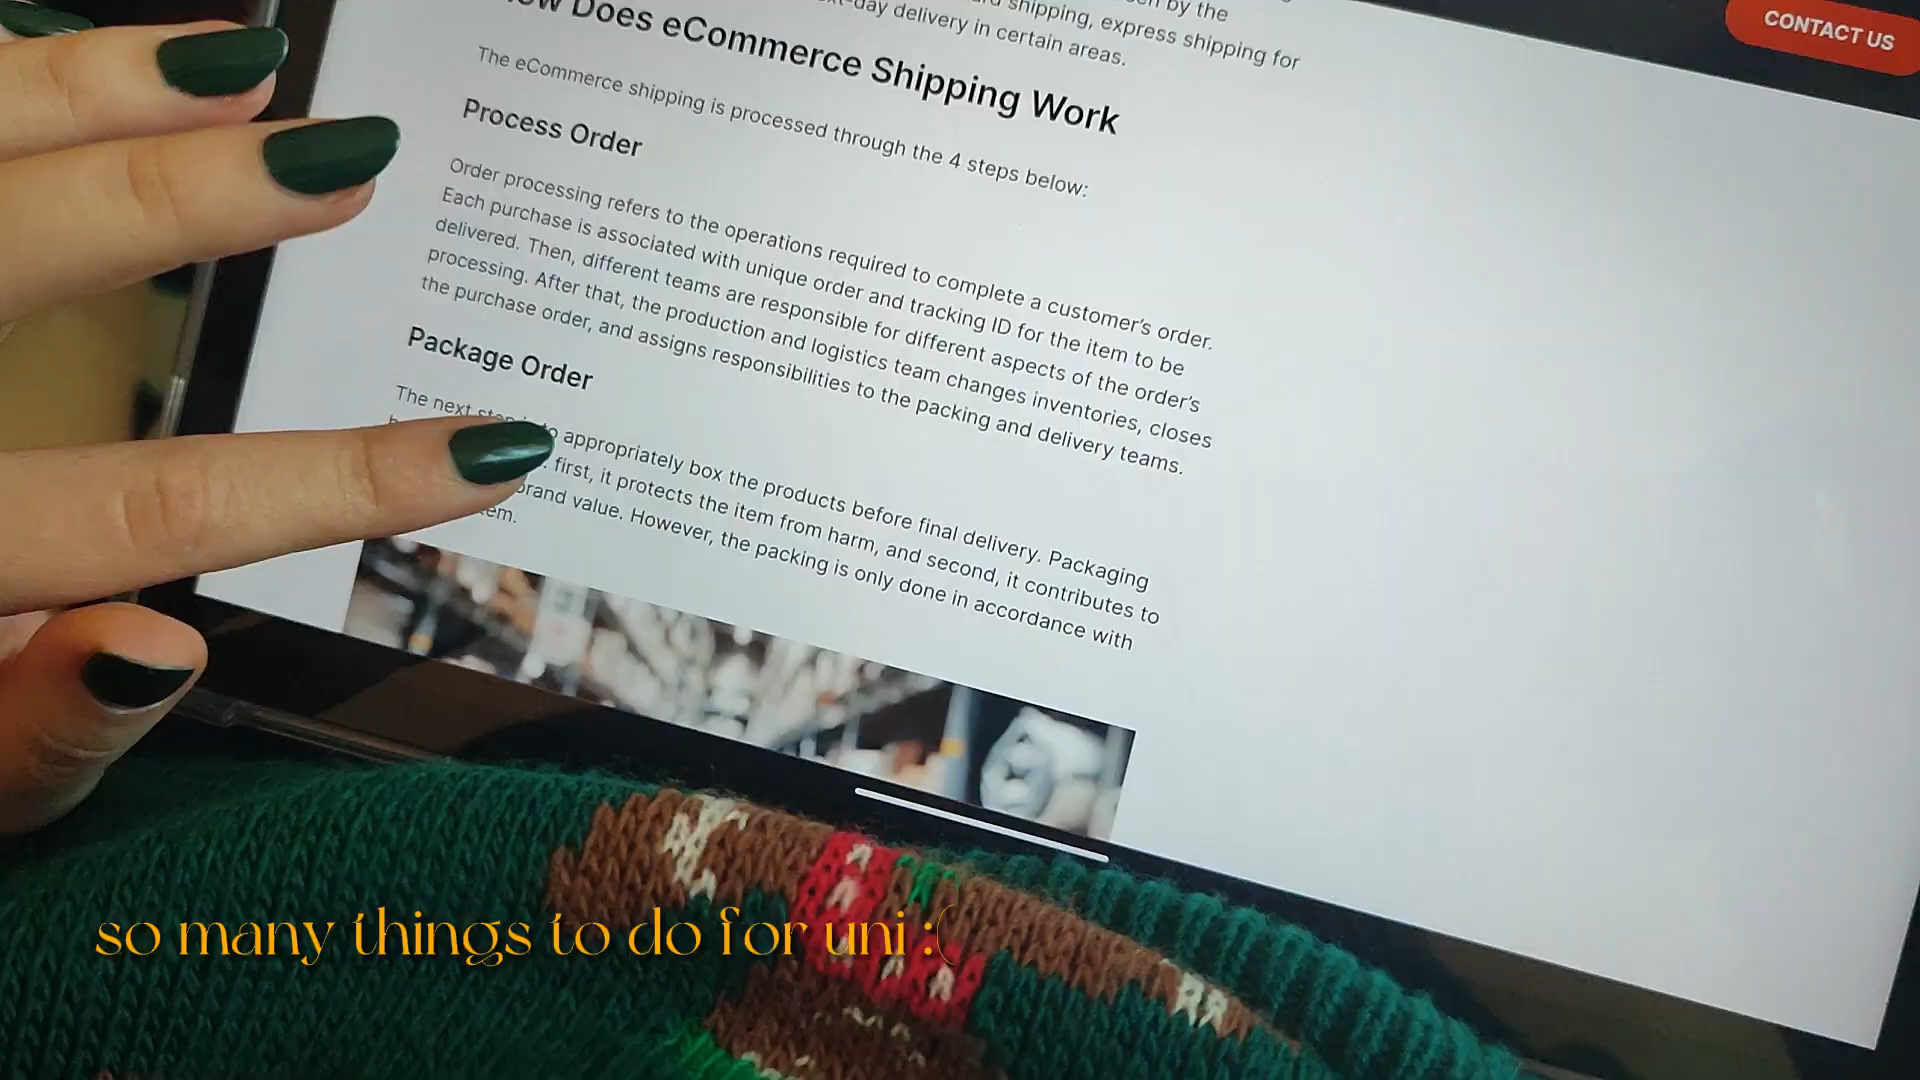 by the
shipping, express shipping for
delivery in certain areas.
CONTACT US
Does eCommerce Shipping Work
The eCommerce shipping is processed through the 4 steps below:
Process Order
Order processing refers to the operations required to complete a customer's order.
Each purchase is associated with unique order and tracking ID for the item to be
delivered. Then, different teams are responsible for different aspects of the order's
processing. After that, the production and logistics team changes inventories, closes
the purchase order, and assigns responsibilities to the packing and delivery teams.
Package Order
The next appropriately box the products before final delivery. Packaging
first, it protects the item from harm, and second, it contributes to
brand value. However, the packing is only done in accordance with
so many things to do for uni :(